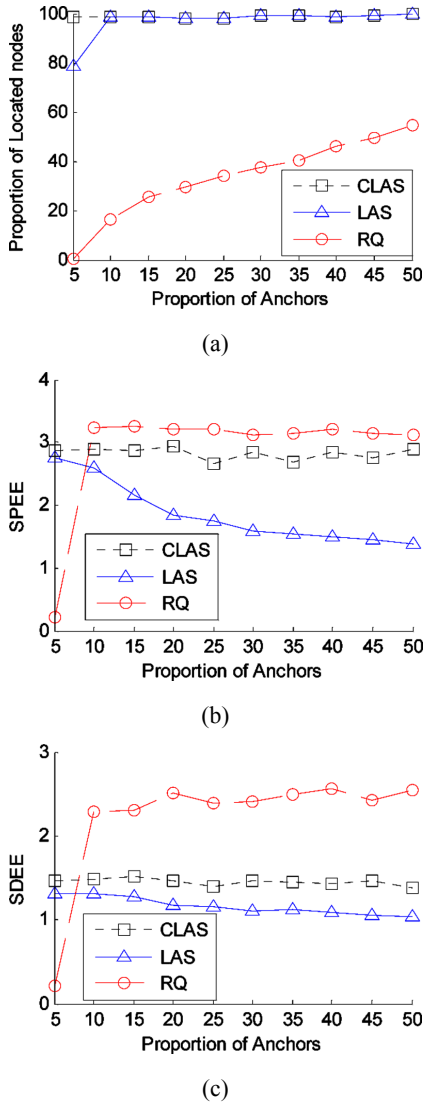 100
80
60
40
20
0
Proportion of Located nodes
CLAS
LAS
RQ
5 10 15 20 25 30 35 40 45 50
Proportion of Anchors
(a)
4
3
2
1
0
SPEE
CLAS
LAS
RQ
5 10 15 20 25 30 35 40 45 50
Proportion of Anchors
(b)
3
2
1
0
SDEE
CLAS
LAS
RQ
5 10 15 20 25 30 35 40 45 50
Proportion of Anchors
(c)